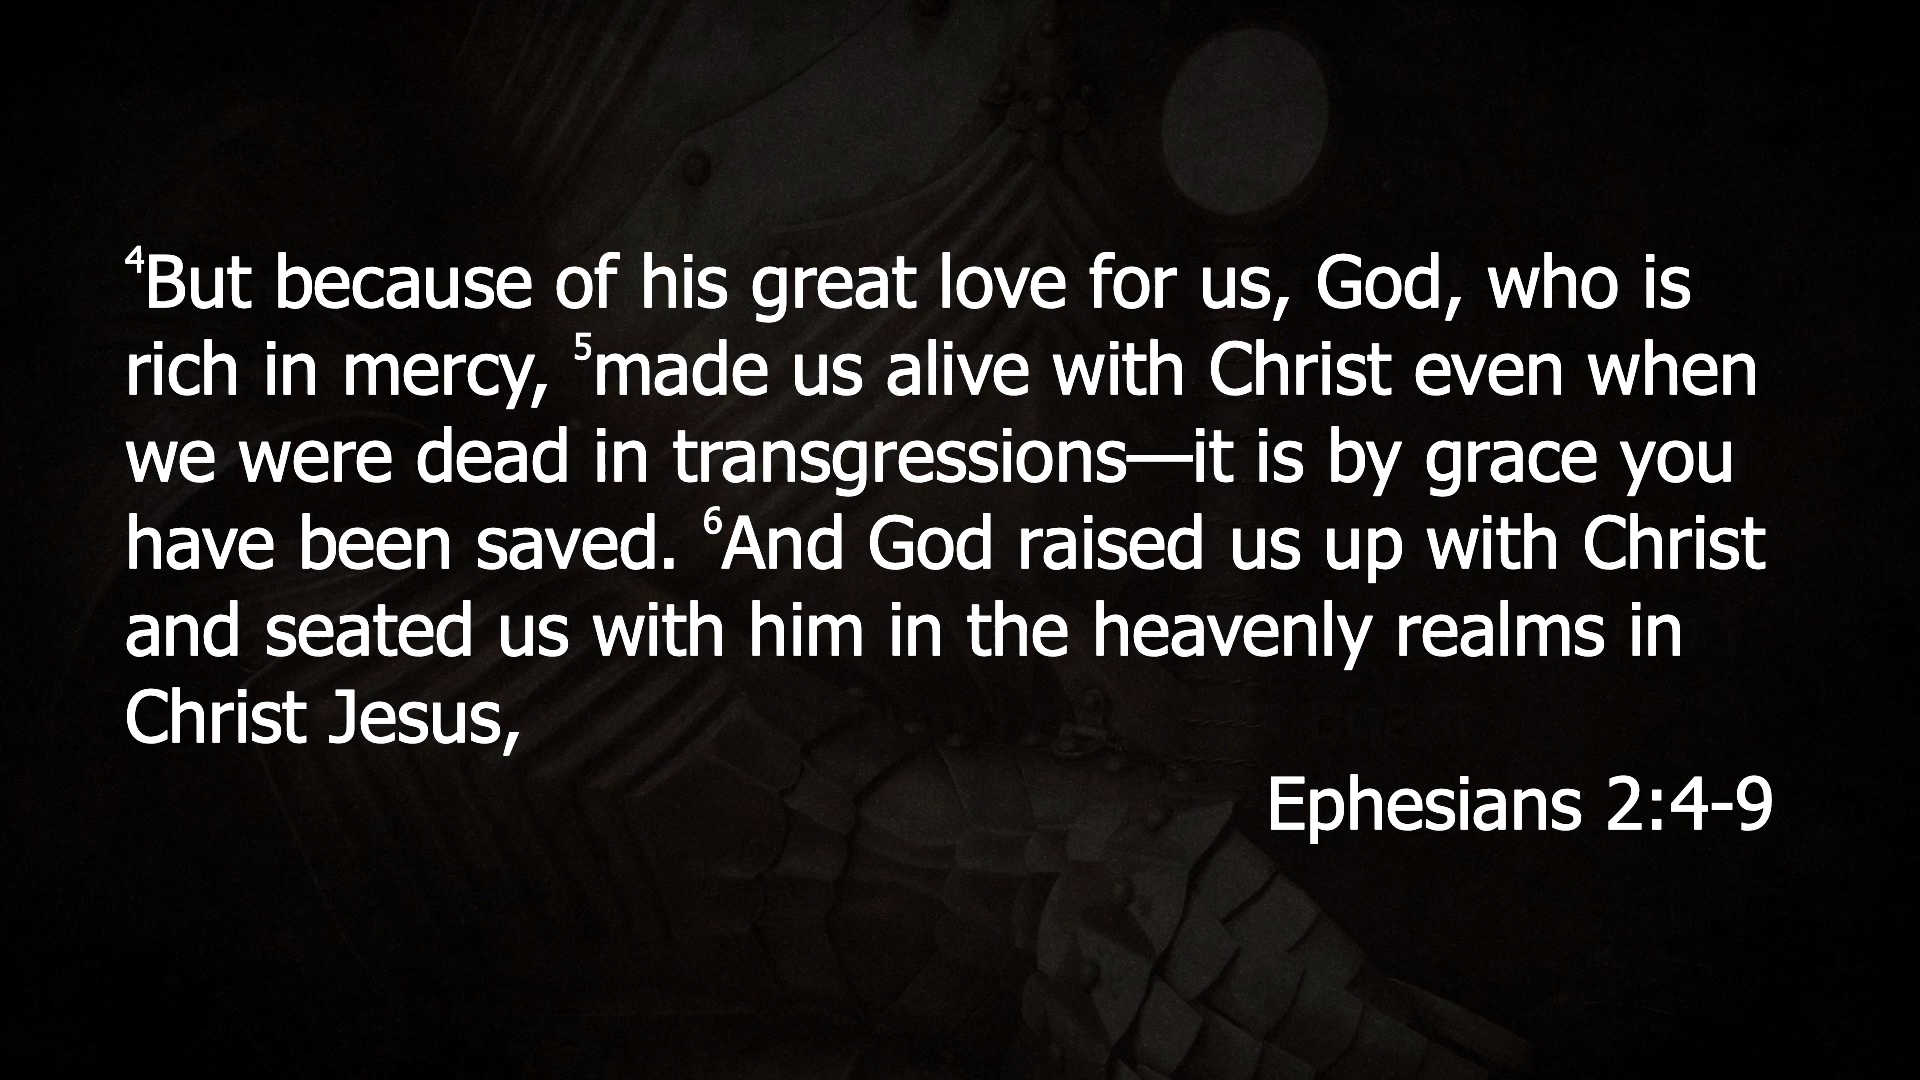 ⁴But because of his great love for us, God, who is
rich in mercy, ⁵made us alive with Christ even when
we were dead in transgressions—it is by grace you
have been saved. ⁶And God raised us up with Christ
and seated us with him in the heavenly realms in
Christ Jesus,
Ephesians 2:4-9